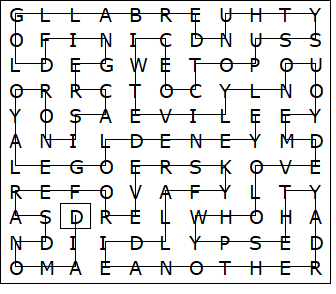 G L L A B R E U H T Y
O F I N I C D N U S S
L D E G W E T O P O U
O R R C T O C Y L N O
Y O S A E V I L E E Y
A N I L D E N E Y M D
L E G O E R S K O V E
R E F O V A F Y L T Y
A S D R E L W H O H A
N D I I D L Y P S E D
O M A E A N O T H E R